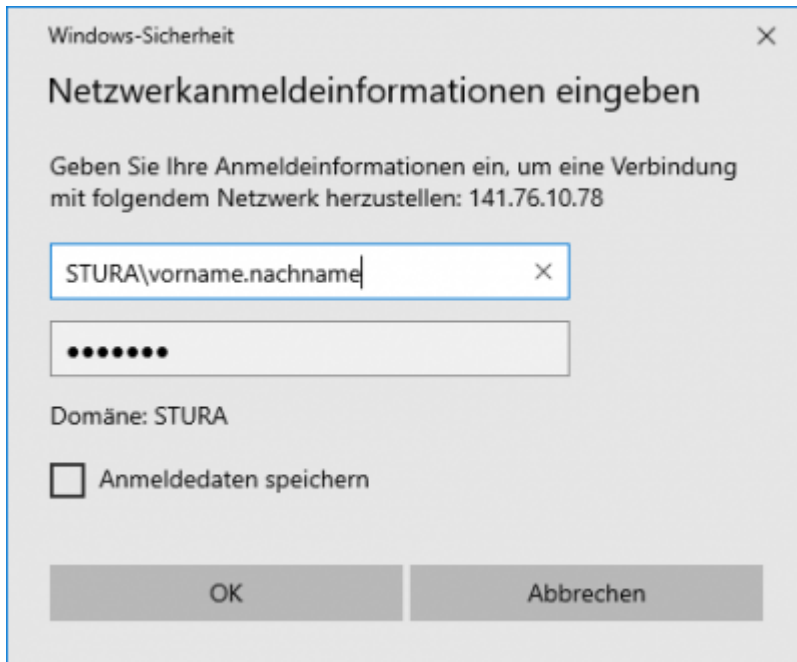 Windows-Sicherheit
Netzwerkanmeldeinformationen eingeben
Geben Sie Ihre Anmeldeinformationen ein, um eine Verbindung
mit folgendem Netzwerk herzustellen: 141.76.10.78
STURA\vorname.nachname
•••••••
Domäne: STURA
Anmeldedaten speichern
OK
Abbrechen